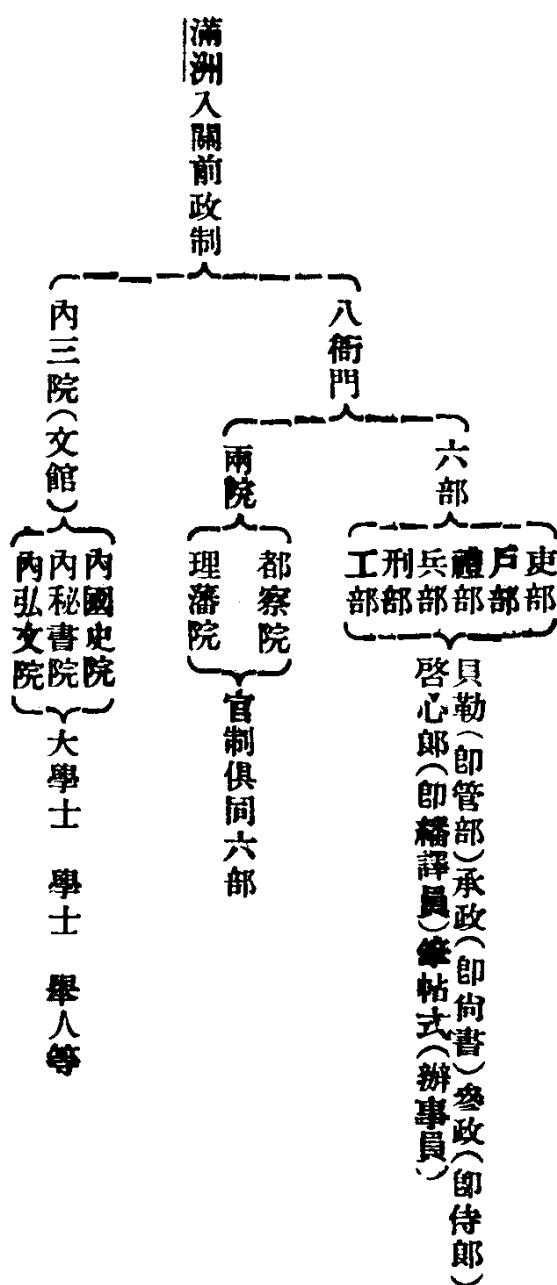 滿洲入關前政制
八衙門
六部
吏部
戶部
禮部
兵部
刑部
工部
貝勒(卽管部)承政(卽尙書)參政(卽侍郎)
啓心郎(卽繙譯員)筆帖式(辦事員)
兩院
都察院
理藩院
官制俱同六部
內三院(文館)
內國史院
內秘書院
內弘文院
大學士 學士 舉人等